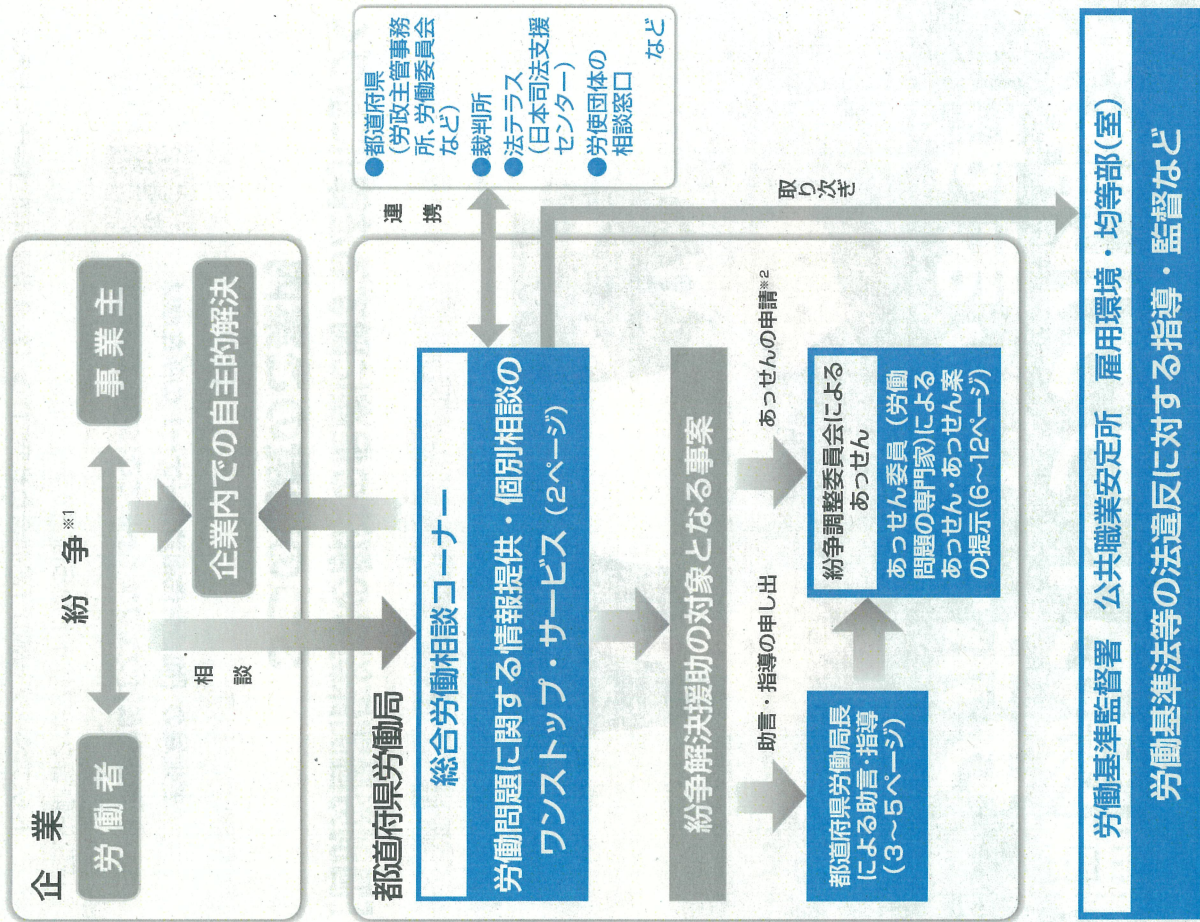 企 業
労 働 者
紛 争※1
事 業 主
企業内での自主的解決
相 談
都道府県労働局
総合労働相談コーナー
労働問題に関する情報提供・個別相談の
ワンストップ・サービス(2ページ)
連 携
●都道府県
(労政主管事務
所、労働委員会
など)
●裁判所
●法テラス
(日本司法支援
センター)
●労使団体の
相談窓口
など
取り次ぎ
紛争解決援助の対象となる事案
助言・指導の申し出
あっせんの申請※2
都道府県労働局長
による助言・指導
(3~5ページ)
紛争調整委員会による
あっせん
あっせん委員(労働
問題の専門家)による
あっせん・あっせん案
の提示(6~12ページ)
労働基準監督署 公共職業安定所 雇用環境・均等部(室)
労働基準法等の法違反に対する指導・監督など